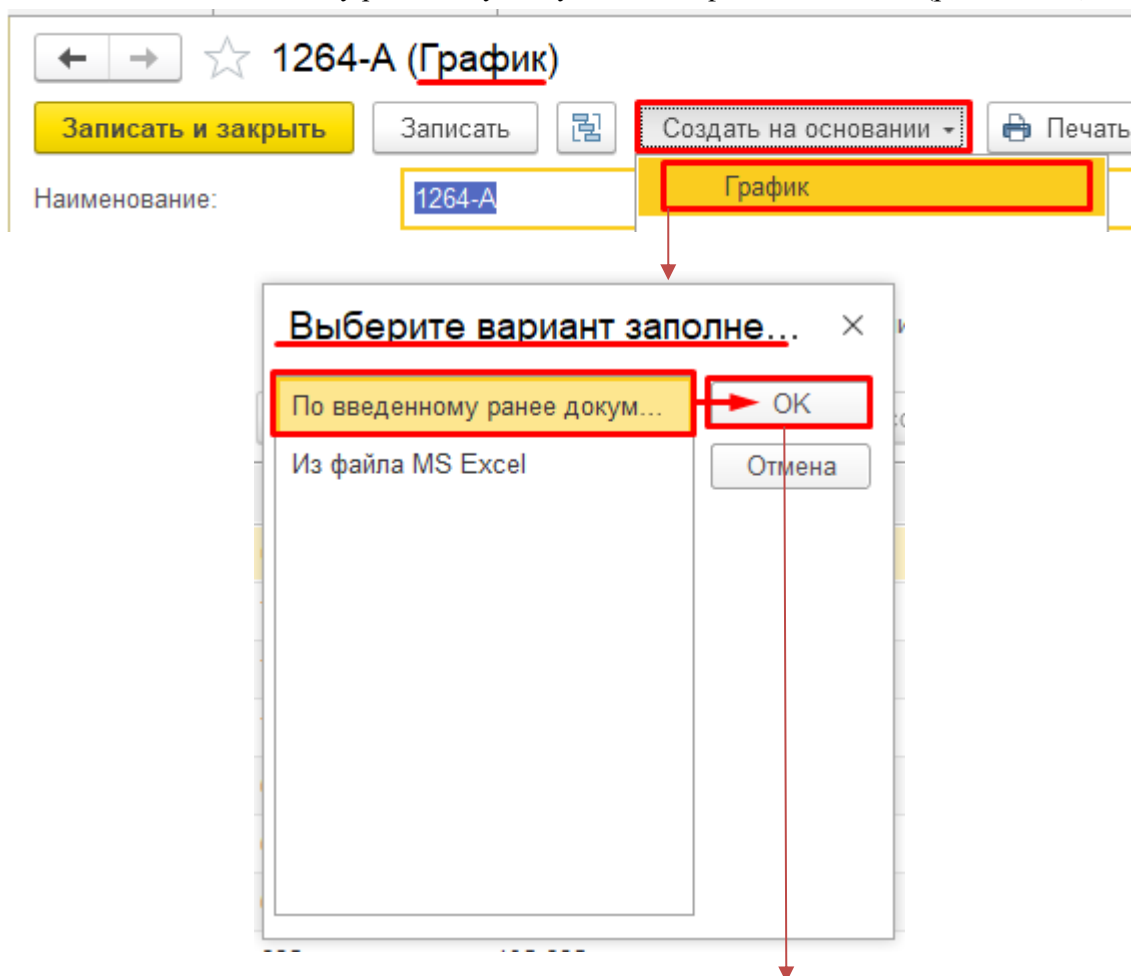 1264-А (График)
Записать и закрыть Записать Создать на основании Печать
Наименование: 1264-А График
Выберите вариант заполне...
По введенному ранее докум... OK
Из файла MS Excel Отмена